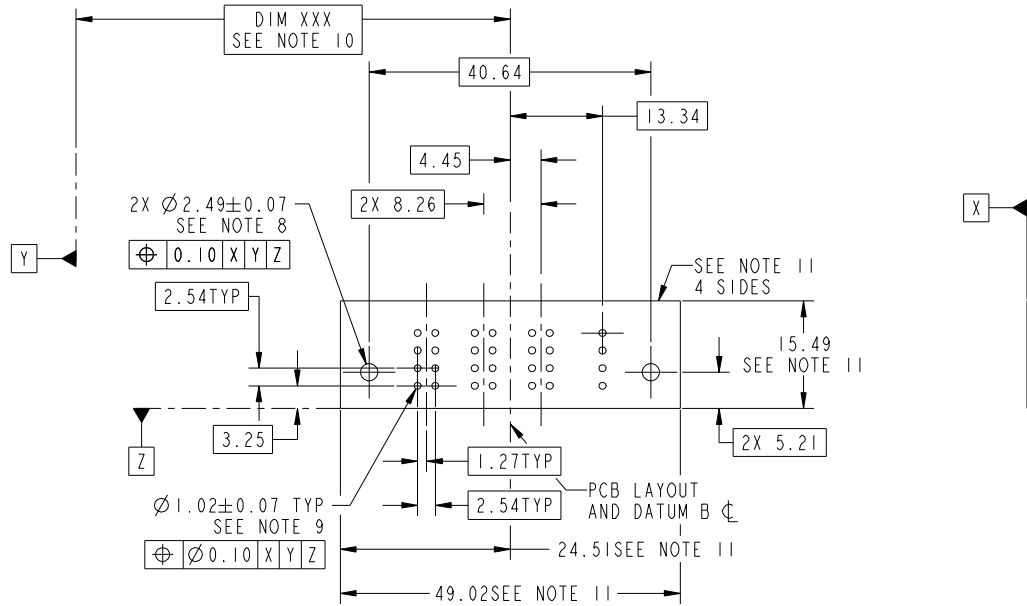 DIM XXX
SEE NOTE 10
40.64
13.34
4.45
2X 8.26
2X Ø2.49±0.07
SEE NOTE 8
⌖ 0.10 X Y Z
Y
X
2.54TYP
SEE NOTE 11
4 SIDES
15.49
SEE NOTE 11
3.25
Z
2X 5.21
1.27TYP
2.54TYP
PCB LAYOUT
AND DATUM B ℄
Ø1.02±0.07 TYP
SEE NOTE 9
⌖ Ø0.10 X Y Z
24.51SEE NOTE 11
49.02SEE NOTE 11